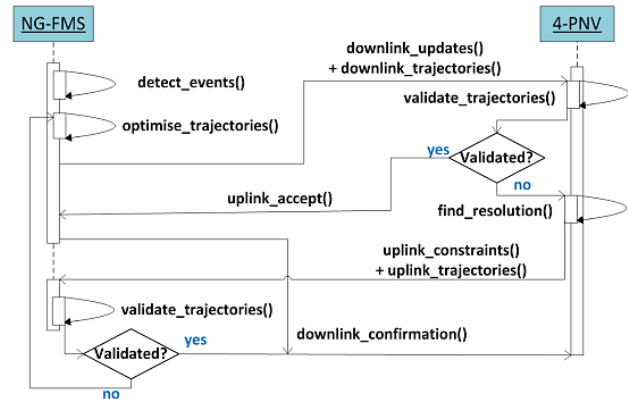 NG-FMS
4-PNV
downlink_updates()
+ downlink_trajectories()
detect_events()
validate_trajectories()
optimise_trajectories()
yes
Validated?
no
uplink_accept()
find_resolution()
uplink_constraints()
+ uplink_trajectories()
validate_trajectories()
downlink_confirmation()
yes
Validated?
no